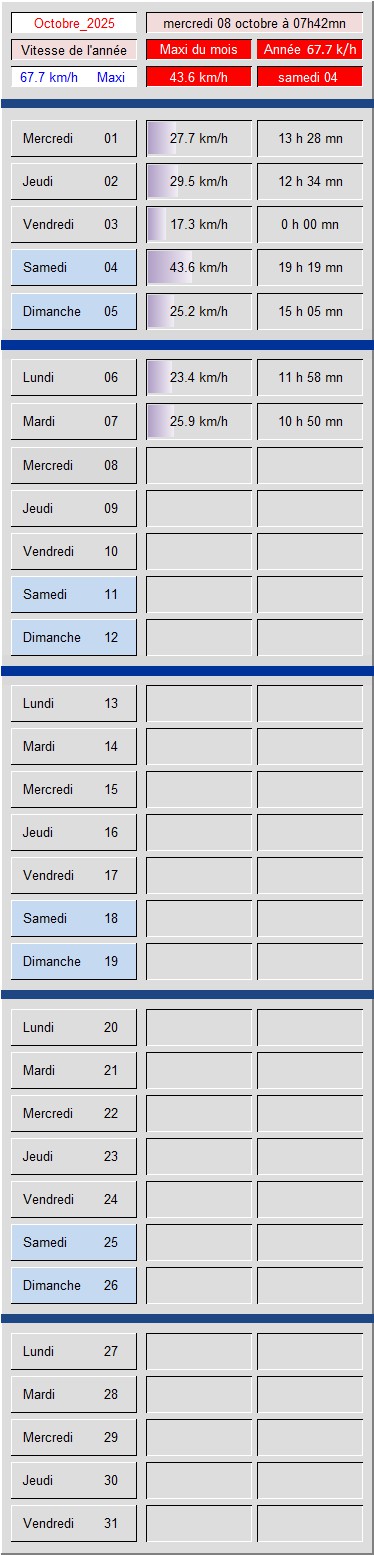 Octobre_2025 mercredi 08 octobre à 07h42mn
Vitesse de l'année Maxi du mois Année 67.7 k/h
67.7 km/h Maxi 43.6 km/h samedi 04
Mercredi 01 27.7 km/h 13 h 28 mn
Jeudi 02 29.5 km/h 12 h 34 mn
Vendredi 03 17.3 km/h 0 h 00 mn
Samedi 04 43.6 km/h 19 h 19 mn
Dimanche 05 25.2 km/h 15 h 05 mn
Lundi 06 23.4 km/h 11 h 58 mn
Mardi 07 25.9 km/h 10 h 50 mn
Mercredi 08
Jeudi 09
Vendredi 10
Samedi 11
Dimanche 12
Lundi 13
Mardi 14
Mercredi 15
Jeudi 16
Vendredi 17
Samedi 18
Dimanche 19
Lundi 20
Mardi 21
Mercredi 22
Jeudi 23
Vendredi 24
Samedi 25
Dimanche 26
Lundi 27
Mardi 28
Mercredi 29
Jeudi 30
Vendredi 31